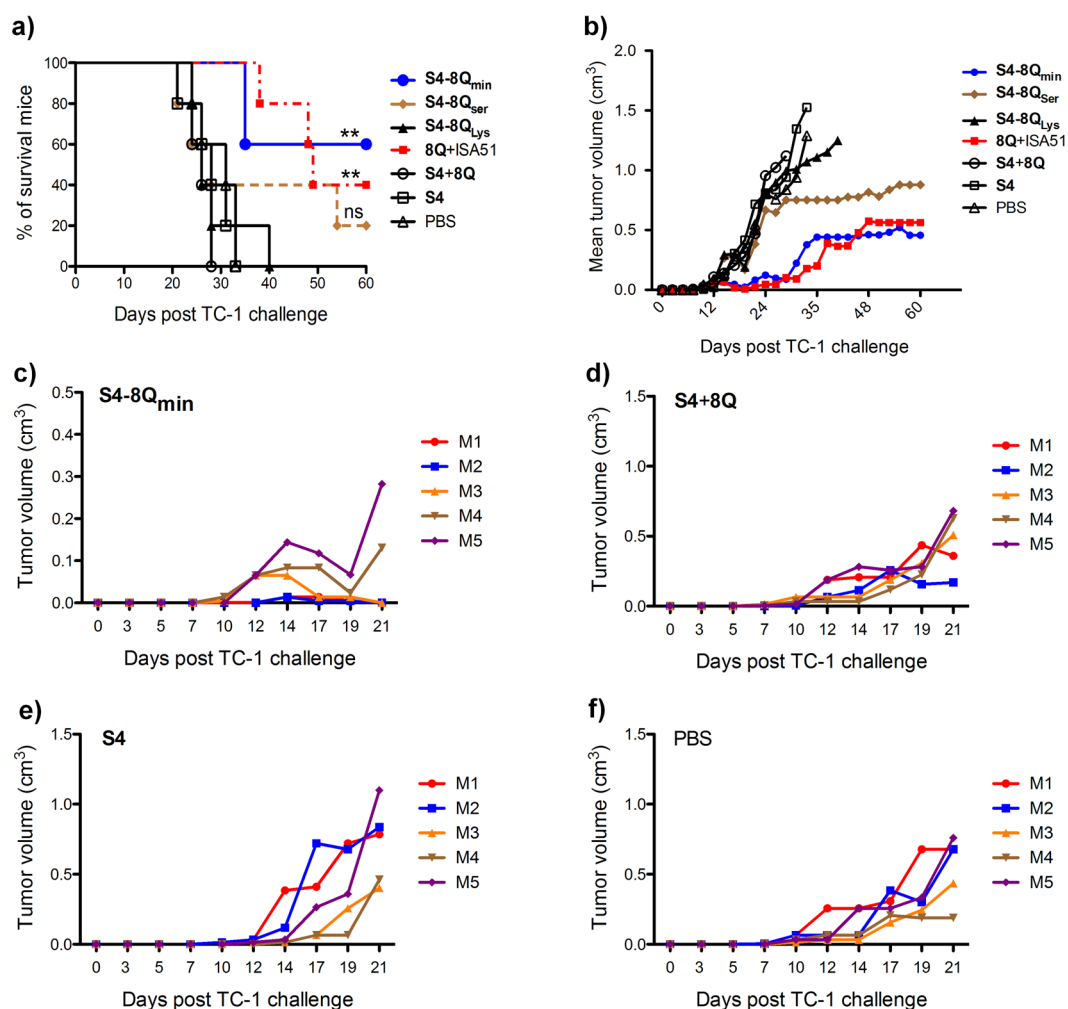 a)
% of survival mice
100
80
60
40
20
0
0 10 20 30 40 50 60
Days post TC-1 challenge
**
**
ns
S4-8Qmin
S4-8QSer
S4-8QLys
8Q+ISA51
S4+8Q
S4
PBS
b)
Mean tumor volume (cm3)
2.0
1.5
1.0
0.5
0.0
0 12 24 35 48 60
Days post TC-1 challenge
S4-8Qmin
S4-8QSer
S4-8QLys
8Q+ISA51
S4+8Q
S4
PBS
c)
S4-8Qmin
Tumor volume (cm3)
0.5
0.4
0.3
0.1
0.0
0 3 5 7 10 12 14 17 19 21
Days post TC-1 challenge
M1
M2
M3
M4
M5
d)
S4+8Q
Tumor volume (cm3)
1.5
1.0
0.5
0.0
0 3 5 7 10 12 14 17 19 21
Days post TC-1 challenge
M1
M2
M3
M4
M5
e)
S4
Tumor volume (cm3)
1.5
1.0
0.5
0.0
0 3 5 7 10 12 14 17 19 21
Days post TC-1 challenge
M1
M2
M3
M4
M5
f)
PBS
Tumor volume (cm3)
1.5
1.0
0.5
0.0
0 3 5 7 10 12 14 17 19 21
Days post TC-1 challenge
M1
M2
M3
M4
M5